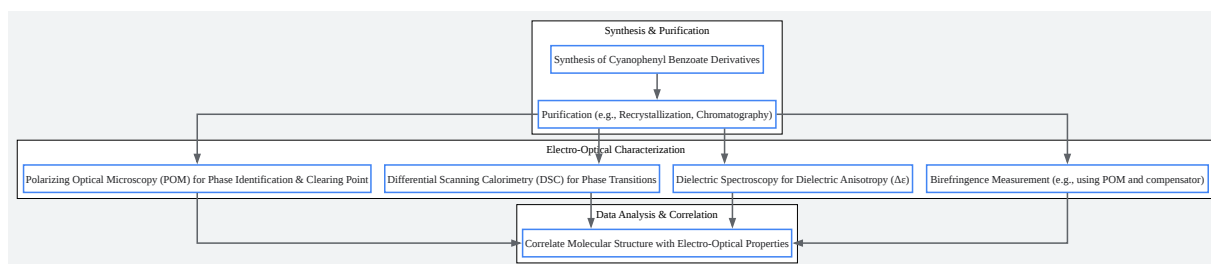 Synthesis & Purification
Synthesis of Cyanophenyl Benzoate Derivatives
Purification (e.g., Recrystallization, Chromatography)
Electro-Optical Characterization
Polarizing Optical Microscopy (POM) for Phase Identification & Clearing Point
Differential Scanning Calorimetry (DSC) for Phase Transitions
Dielectric Spectroscopy for Dielectric Anisotropy (Δε)
Birefringence Measurement (e.g., using POM and compensator)
Data Analysis & Correlation
Correlate Molecular Structure with Electro-Optical Properties